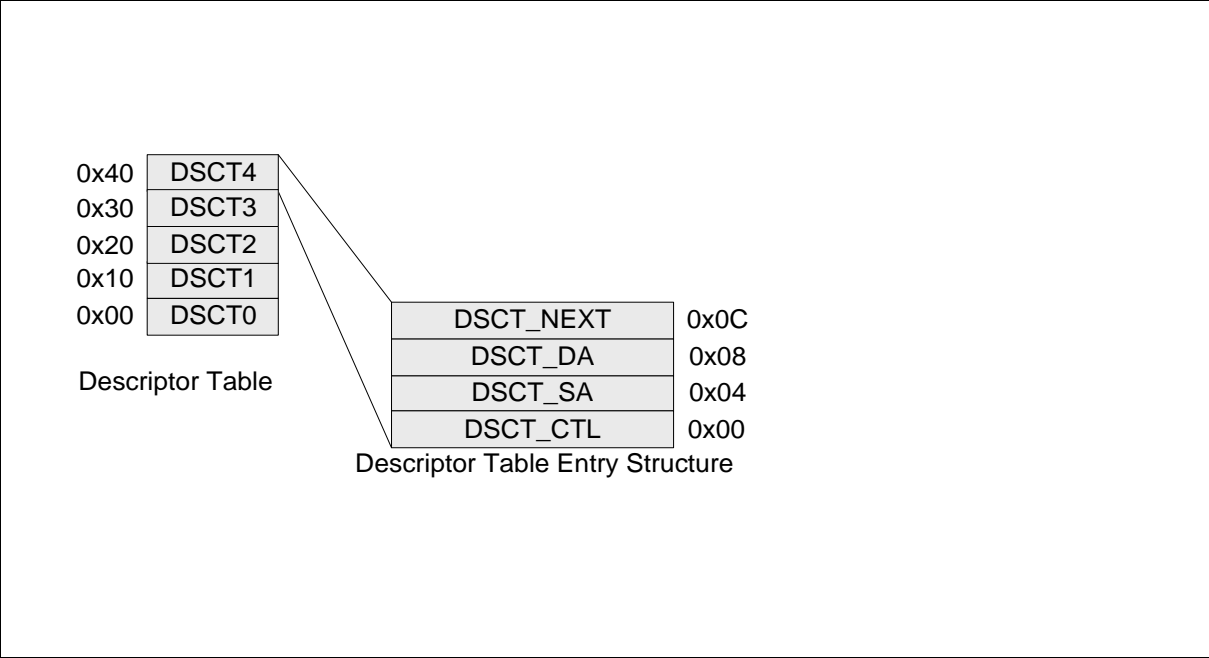 0x40 DSCT4
0x30 DSCT3
0x20 DSCT2
0x10 DSCT1
0x00 DSCT0
Descriptor Table
DSCT_NEXT 0x0C
DSCT_DA 0x08
DSCT_SA 0x04
DSCT_CTL 0x00
Descriptor Table Entry Structure